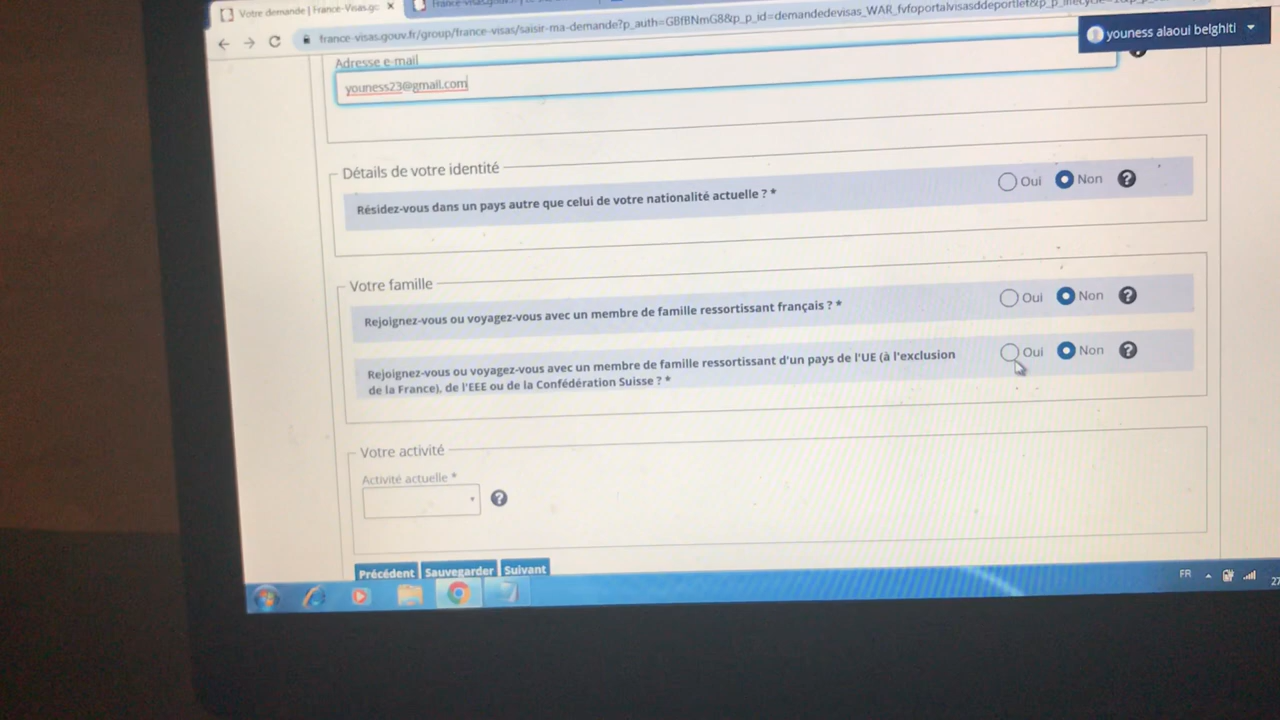 Votre demande | France-Visas.gc
france-visas.gouv.fr/group/france-visas/saisir-ma-demande?p_auth=GBfBNmG8&p_p_id=demandedevisas_WAR_fvfoportalvisasddeportlet&p_p_lifecycle=
youness alaoui belghiti
Adresse e-mail
youness23@gmail.com
Détails de votre identité
Résidez-vous dans un pays autre que celui de votre nationalité actuelle ? * Oui Non ?
Votre famille
Rejoignez-vous ou voyagez-vous avec un membre de famille ressortissant français ? * Oui Non ?
Rejoignez-vous ou voyagez-vous avec un membre de famille ressortissant d'un pays de l'UE (à l'exclusion Oui Non ?
de la France), de l'EEE ou de la Confédération Suisse ? *
Votre activité
Activité actuelle *
?
Précédent Sauvegarder Suivant
FR
27